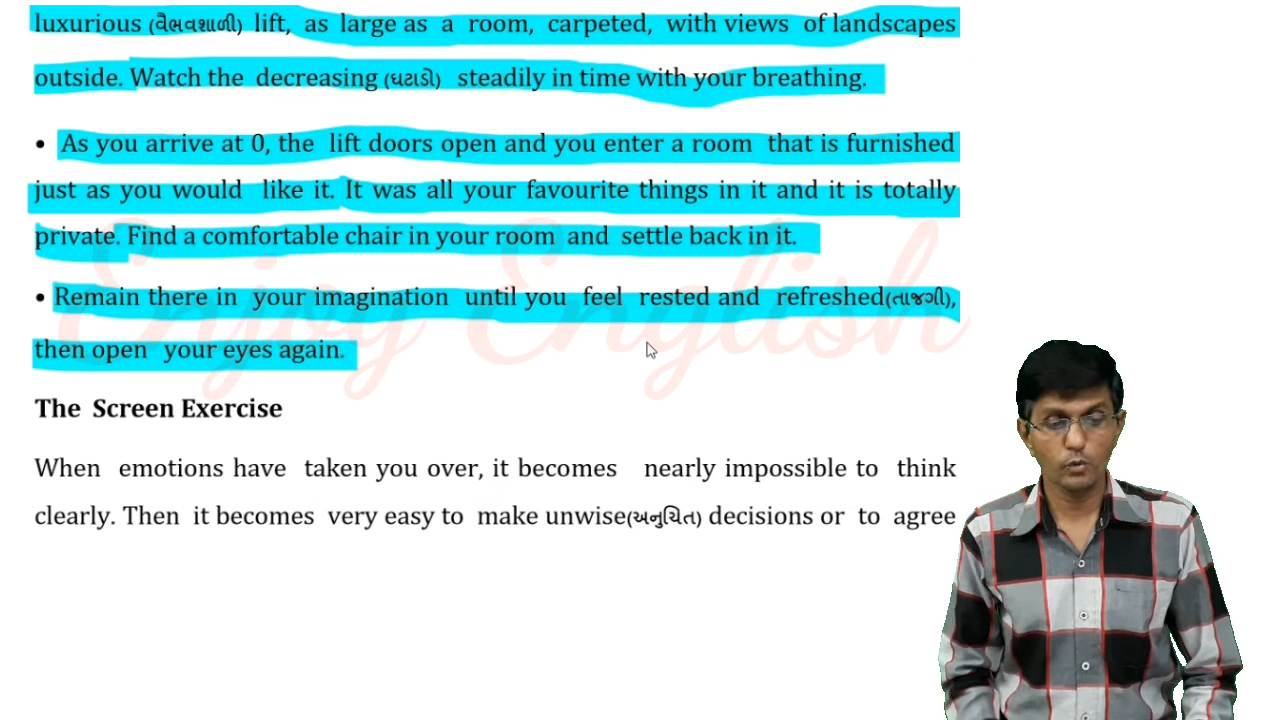 luxurious (વૈભવશાળી) lift, as large as a room, carpeted, with views of landscapes
outside. Watch the decreasing (ઘટાડો) steadily in time with your breathing.
• As you arrive at 0, the lift doors open and you enter a room that is furnished
just as you would like it. It was all your favourite things in it and it is totally
private. Find a comfortable chair in your room and settle back in it.
• Remain there in your imagination until you feel rested and refreshed(તાજગી),
then open your eyes again.
Enjoy English
The Screen Exercise
When emotions have taken you over, it becomes nearly impossible to think
clearly. Then it becomes very easy to make unwise(અનુચિત) decisions or to agree